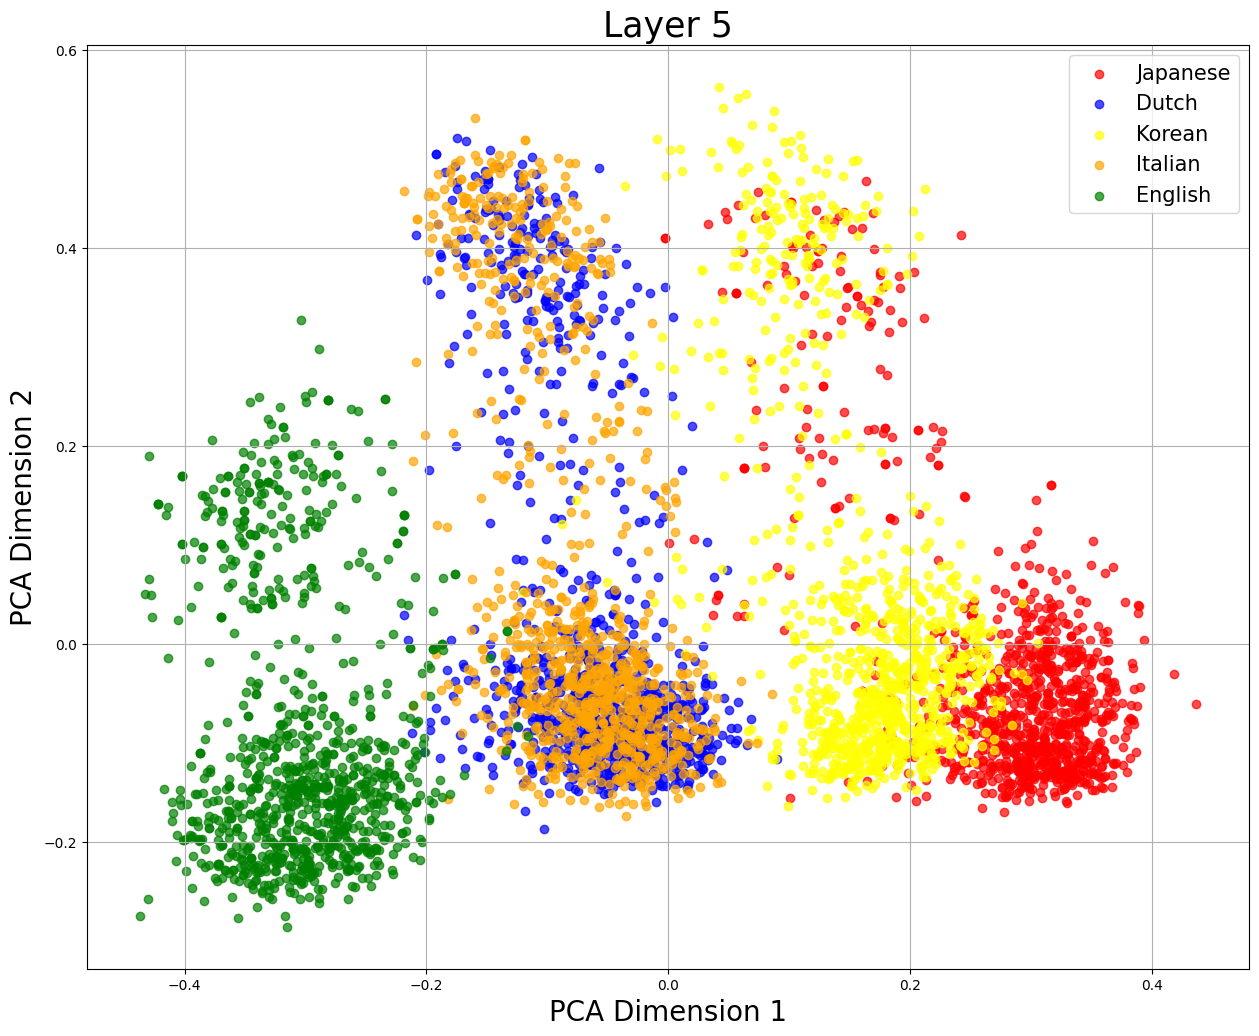 Layer 5
0.6
0.4
0.2
0.0
−0.2
PCA Dimension 2
Japanese
Dutch
Korean
Italian
English
−0.4 −0.2 0.0 0.2 0.4
PCA Dimension 1